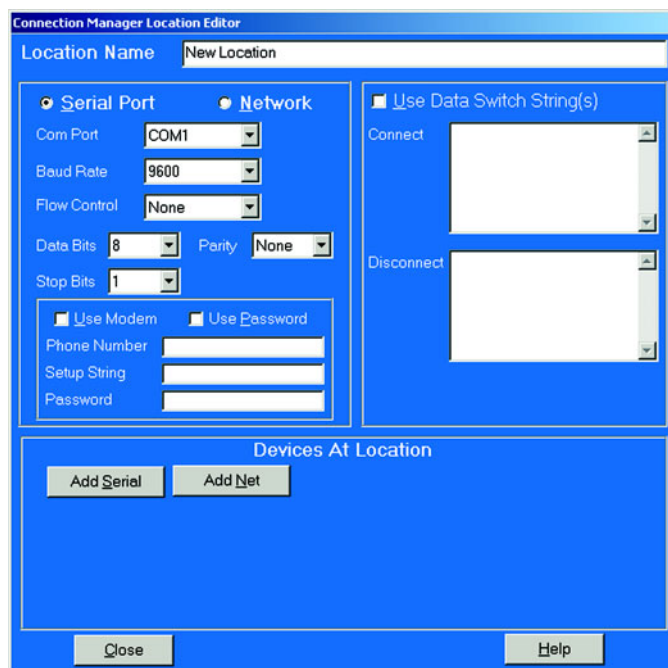 Connection Manager Location Editor
Location Name New Location
Serial Port Network
Com Port COM1
Baud Rate 9600
Flow Control None
Data Bits 8 Parity None
Stop Bits 1
Use Modem Use Password
Phone Number
Setup String
Password
Use Data Switch String(s)
Connect
Disconnect
Devices At Location
Add Serial Add Net
Close Help